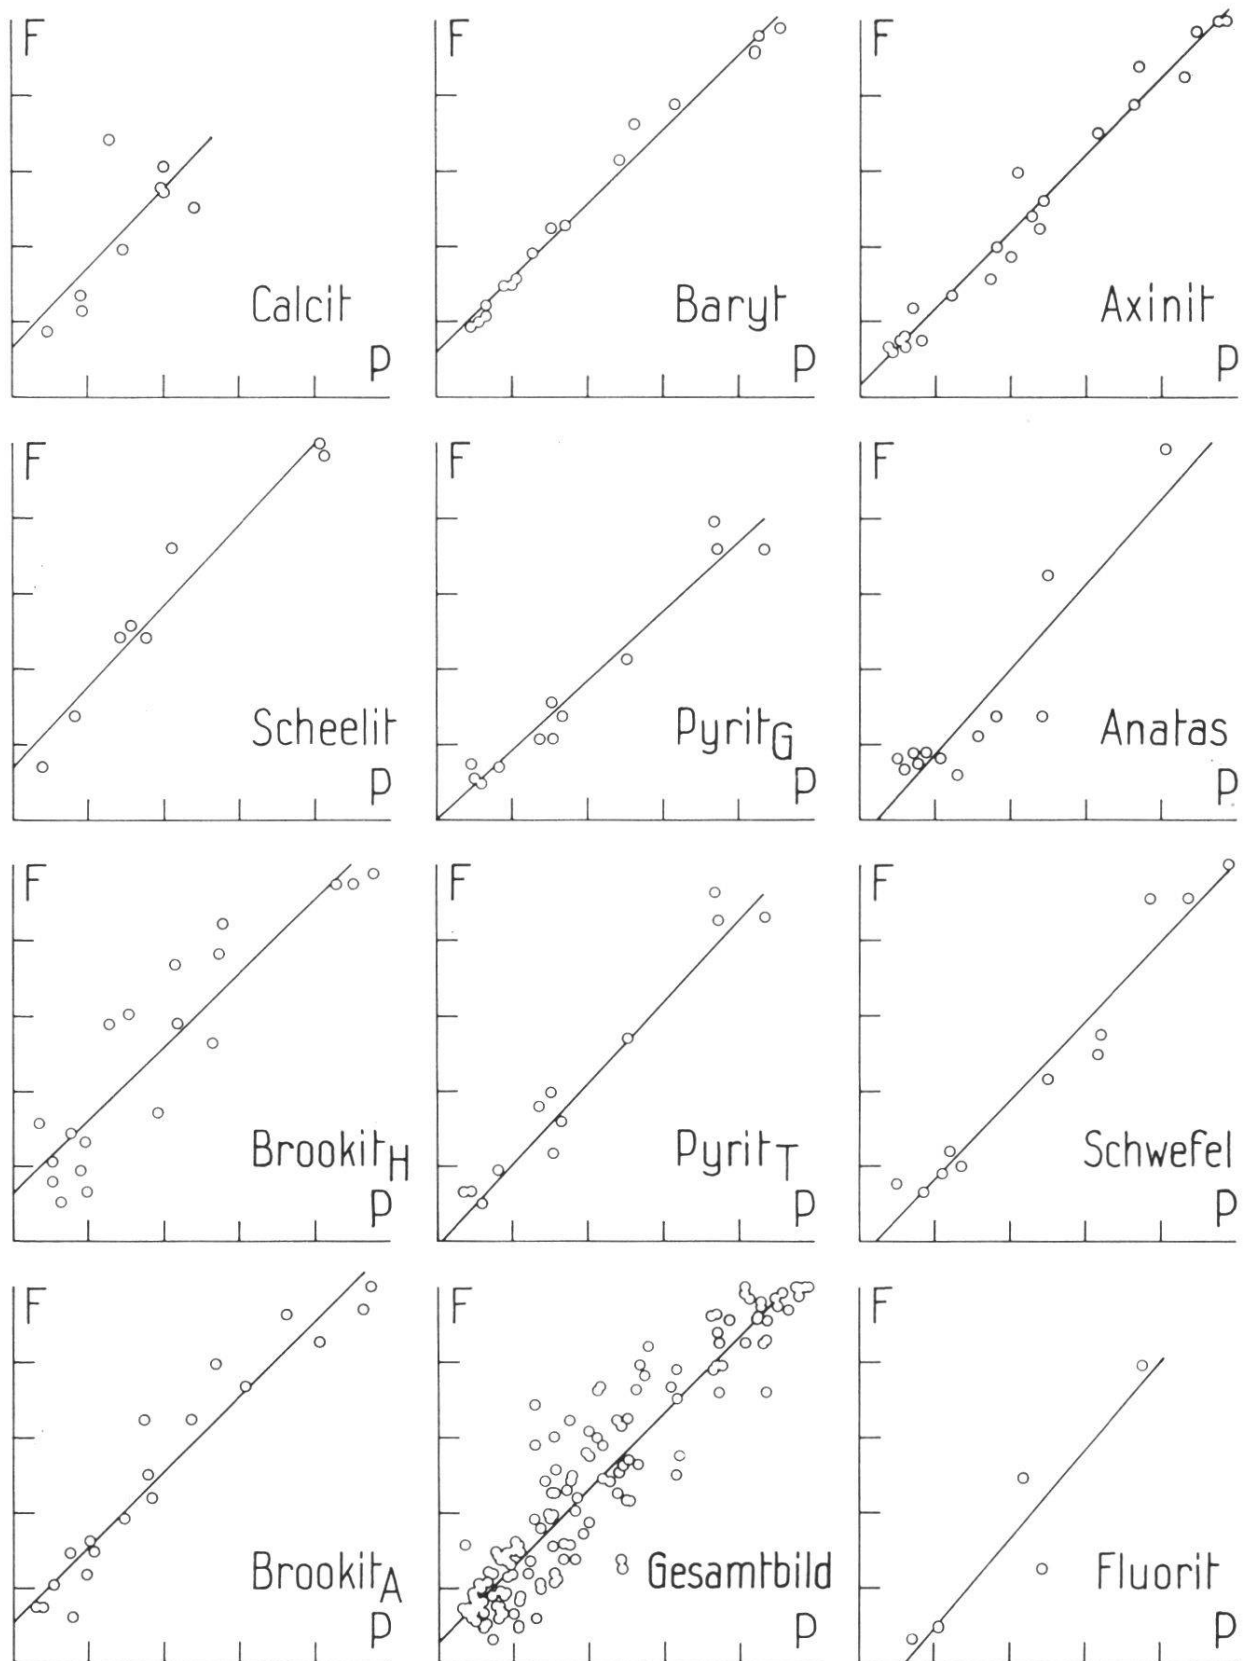 F
Calcit
P
F
Baryt
P
F
Axinit
P
F
Scheelit
P
F
PyritG
P
F
Anatas
P
F
BrookitH
P
F
PyritT
P
F
Schwefel
P
F
BrookitA
P
F
Gesamtbild
P
F
Fluorit
P